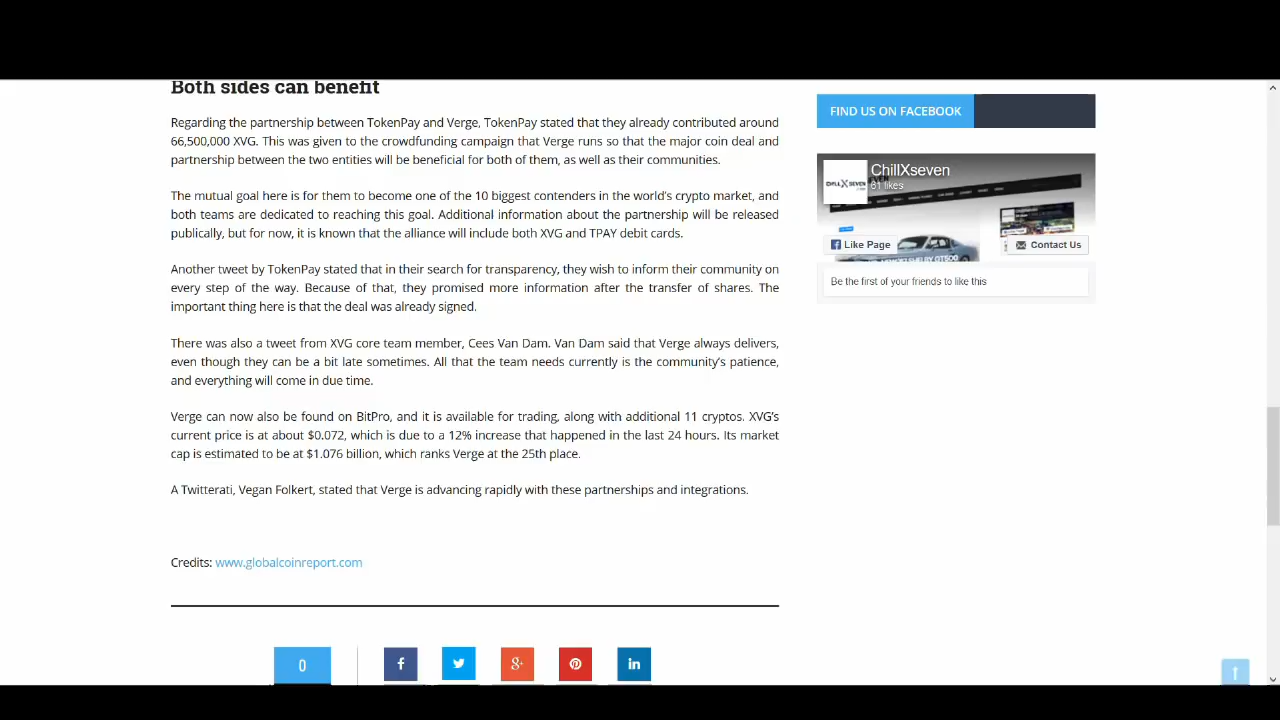 Both sides can benefit
Regarding the partnership between TokenPay and Verge, TokenPay stated that they already contributed around
66,500,000 XVG. This was given to the crowdfunding campaign that Verge runs so that the major coin deal and
partnership between the two entities will be beneficial for both of them, as well as their communities.
The mutual goal here is for them to become one of the 10 biggest contenders in the world's crypto market, and
both teams are dedicated to reaching this goal. Additional information about the partnership will be released
publically, but for now, it is known that the alliance will include both XVG and TPAY debit cards.
Another tweet by TokenPay stated that in their search for transparency, they wish to inform their community on
every step of the way. Because of that, they promised more information after the transfer of shares. The
important thing here is that the deal was already signed.
There was also a tweet from XVG core team member, Cees Van Dam. Van Dam said that Verge always delivers,
even though they can be a bit late sometimes. All that the team needs currently is the community's patience,
and everything will come in due time.
Verge can now also be found on BitPro, and it is available for trading, along with additional 11 cryptos. XVG's
current price is at about $0.072, which is due to a 12% increase that happened in the last 24 hours. Its market
cap is estimated to be at $1.076 billion, which ranks Verge at the 25th place.
A Twitterati, Vegan Folkert, stated that Verge is advancing rapidly with these partnerships and integrations.
Credits: www.globalcoinreport.com
0
FIND US ON FACEBOOK
CHILL X SEVEN
ChillXseven
61 likes
Like Page
Contact Us
Be the first of your friends to like this